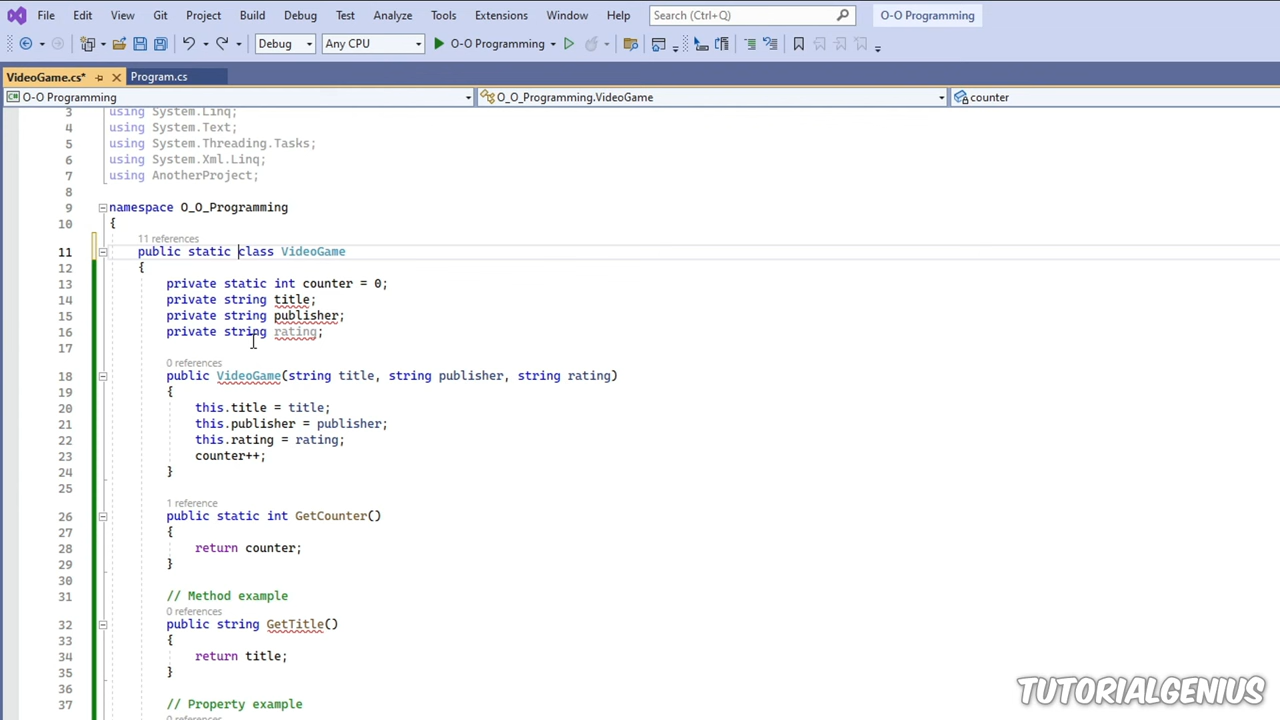 File Edit View Git Project Build Debug Test Analyze Tools Extensions Window Help Search (Ctrl+Q) O-O Programming
Debug Any CPU O-O Programming
VideoGame.cs* Program.cs
O-O Programming O_O_Programming.VideoGame counter
3 using System.Linq;
4 using System.Text;
5 using System.Threading.Tasks;
6 using System.Xml.Linq;
7 using AnotherProject;
8
9 namespace O_O_Programming
10 {
11 references
11 public static class VideoGame
12 {
13 private static int counter = 0;
14 private string title;
15 private string publisher;
16 private string rating;
17
0 references
18 public VideoGame(string title, string publisher, string rating)
19 {
20 this.title = title;
21 this.publisher = publisher;
22 this.rating = rating;
23 counter++;
24 }
25
1 reference
26 public static int GetCounter()
27 {
28 return counter;
29 }
30
31 // Method example
0 references
32 public string GetTitle()
33 {
34 return title;
35 }
36
37 // Property example
0 references
TUTORIALGENIUS